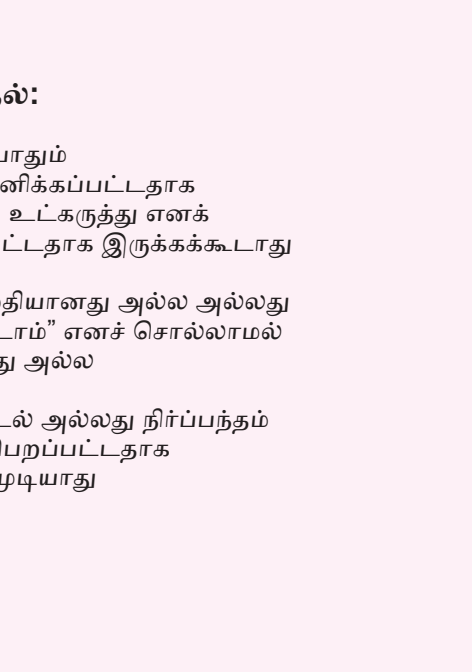 ல்:
பாதும்
னிக்கப்பட்டதாக
உட்கருத்து எனக்
ட்டதாக இருக்கக்கூடாது
தியானது அல்ல அல்லது
டாம்” எனச் சொல்லாமல்
து அல்ல
டல் அல்லது நிர்ப்பந்தம்
பெறப்பட்டதாக
முடியாது